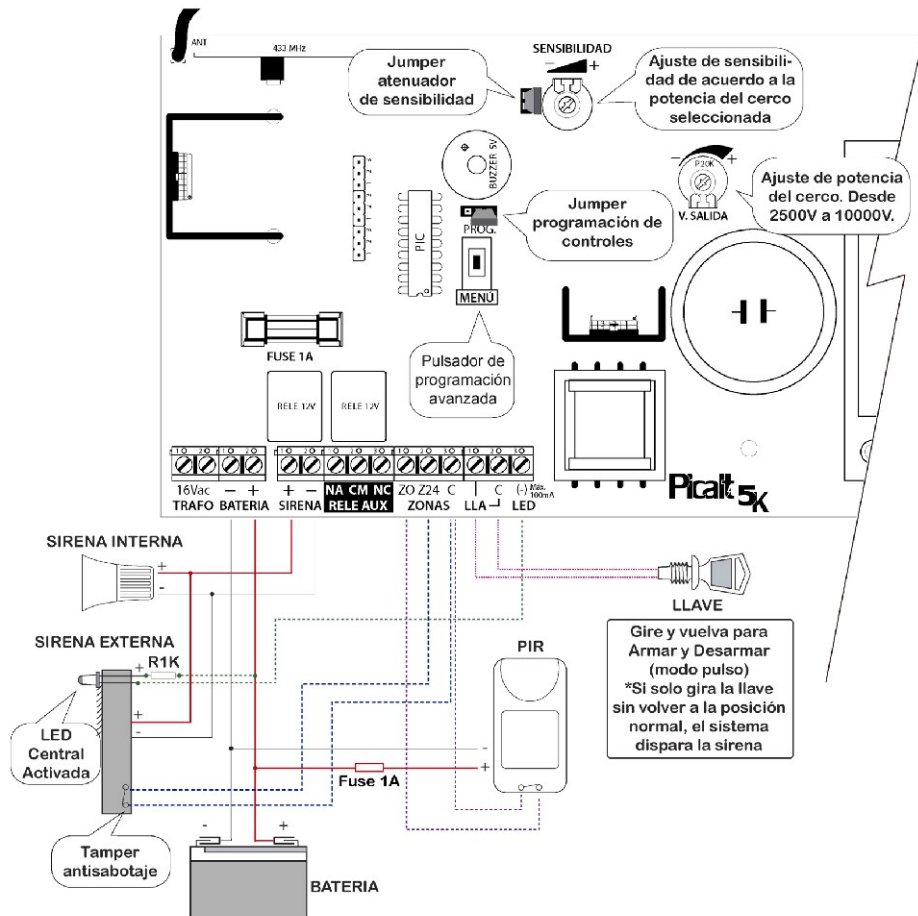 ANT
433 MHz
Jumper
atenuador
de sensibilidad
SENSIBILIDAD
- +
Ajuste de sensibili-
dad de acuerdo a la
potencia del cerco
seleccionada
BUZZER 5V
- +
P20K
V. SALIDA
Ajuste de potencia
del cerco. Desde
2500V a 10000V.
Jumper
programación de
controles
PROG.
PIC
MENÚ
Pulsador de
programación
avanzada
FUSE 1A
RELE 12V
RELE 12V
16Vac
TRAFO
- +
BATERIA
+ -
SIRENA
NA CM NC
RELE AUX
ZO Z24 C
ZONAS
I C
LLA
(-) Máx.
100mA
LED
Picalt 5K
SIRENA INTERNA
+
-
SIRENA EXTERNA
+ R1K
-
+
-
LED
Central
Activada
Tamper
antisabotaje
- +
BATERIA
Fuse 1A
PIR
-
+
LLAVE
Gire y vuelva para
Armar y Desarmar
(modo pulso)
*Si solo gira la llave
sin volver a la posición
normal, el sistema
dispara la sirena